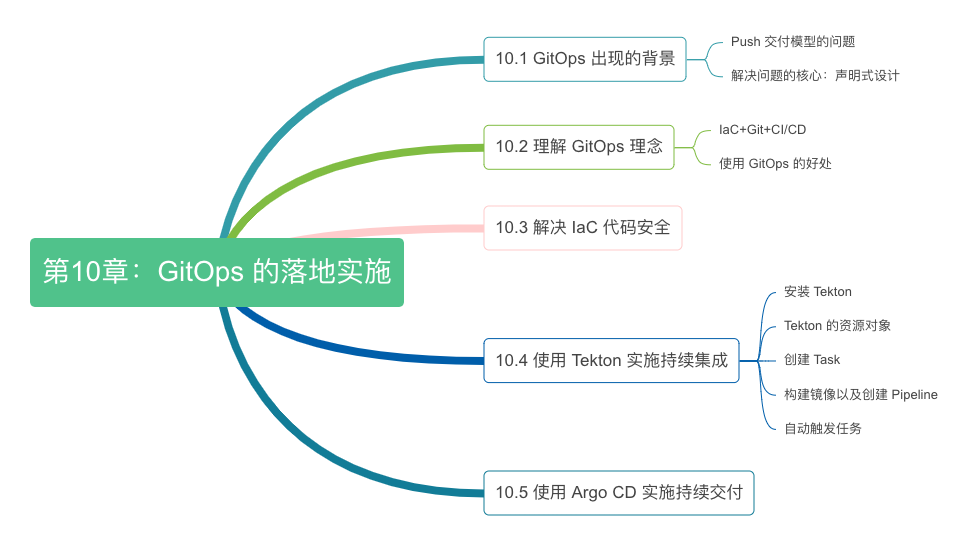 第10章：GitOps 的落地实施
10.1 GitOps 出现的背景
Push 交付模型的问题
解决问题的核心：声明式设计
10.2 理解 GitOps 理念
IaC+Git+CI/CD
使用 GitOps 的好处
10.3 解决 IaC 代码安全
10.4 使用 Tekton 实施持续集成
安装 Tekton
Tekton 的资源对象
创建 Task
构建镜像以及创建 Pipeline
自动触发任务
10.5 使用 Argo CD 实施持续交付